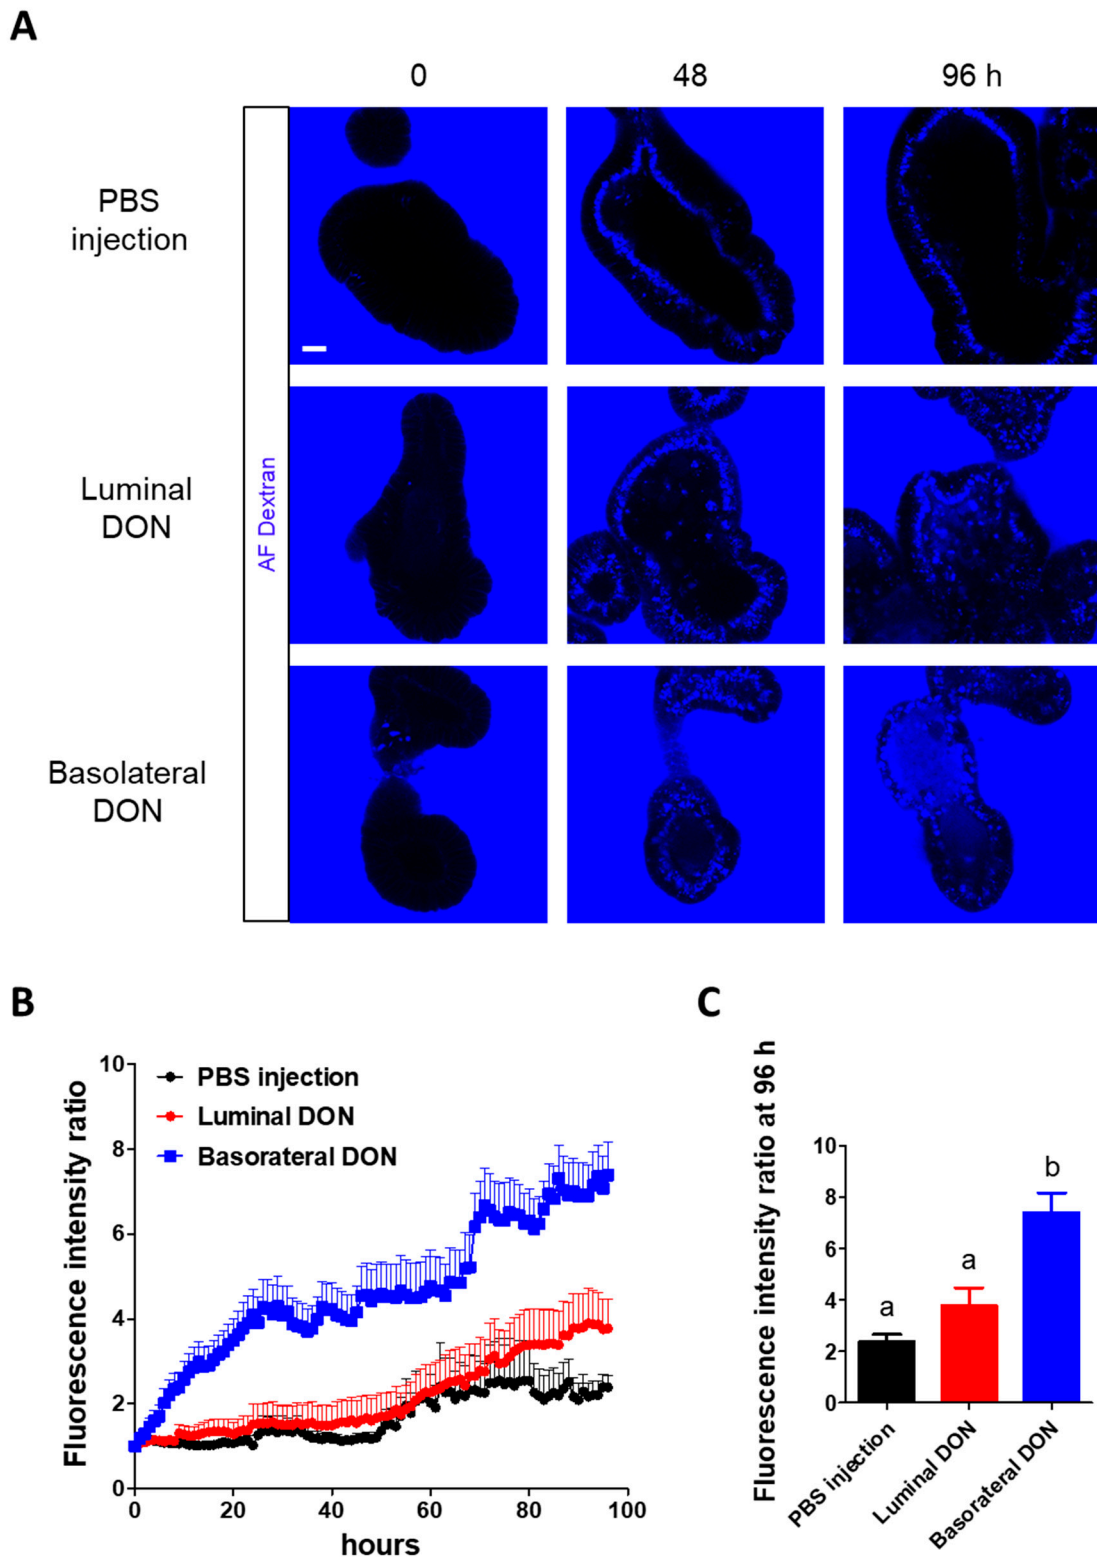 A
0 48 96 h
PBS
injection
Luminal
DON
Basolateral
DON
AF Dextran
B
Fluorescence intensity ratio
10
8
6
4
2
0
PBS injection
Luminal DON
Basorateral DON
0 20 40 60 80 100
hours
C
Fluorescence intensity ratio at 96 h
10
8
6
4
2
0
a
a
b
PBS injection
Luminal DON
Basorateral DON